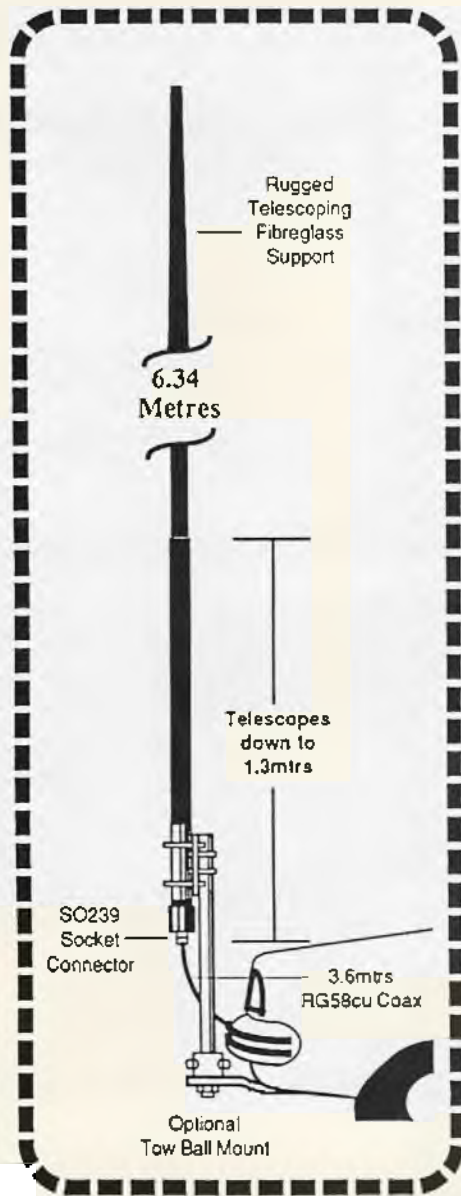 Rugged
Telescoping
Fibreglass
Support
6.34
Metres
Telescopes
down to
1.3mtrs
SO239
Socket
Connector
3.6mtrs
RG58cu Coax
Optional
Tow Ball Mount